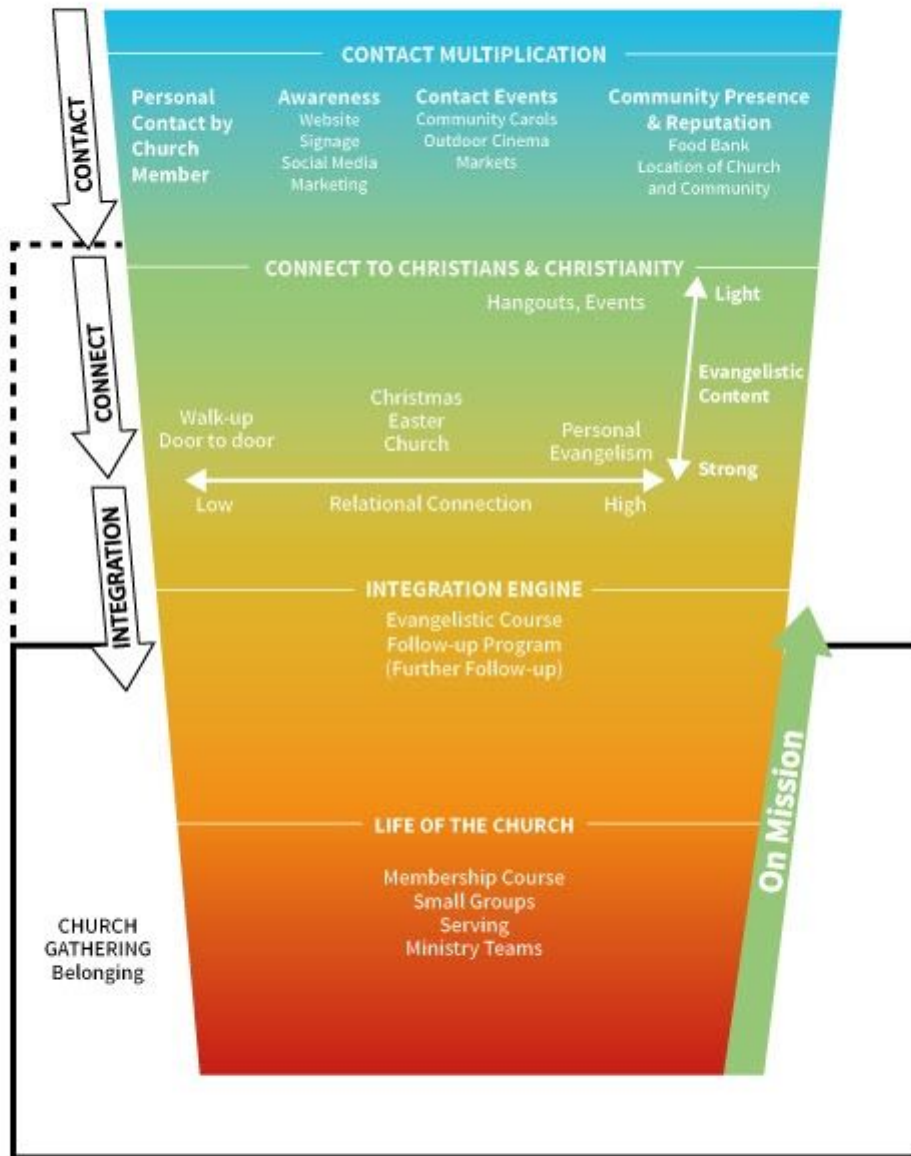 CONTACT MULTIPLICATION
Personal
Contact by
Church
Member
Awareness
Website
Signage
Social Media
Marketing
Contact Events
Community Carols
Outdoor Cinema
Markets
Community Presence
& Reputation
Food Bank
Location of Church
and Community
CONTACT
CONNECT TO CHRISTIANS & CHRISTIANITY
Hangouts, Events
Light
Evangelistic
Content
Strong
CONNECT
Walk-up
Door to door
Christmas
Easter
Church
Personal
Evangelism
Low
Relational Connection
High
INTEGRATION
INTEGRATION ENGINE
Evangelistic Course
Follow-up Program
(Further Follow-up)
On Mission
LIFE OF THE CHURCH
Membership Course
Small Groups
Serving
Ministry Teams
CHURCH
GATHERING
Belonging